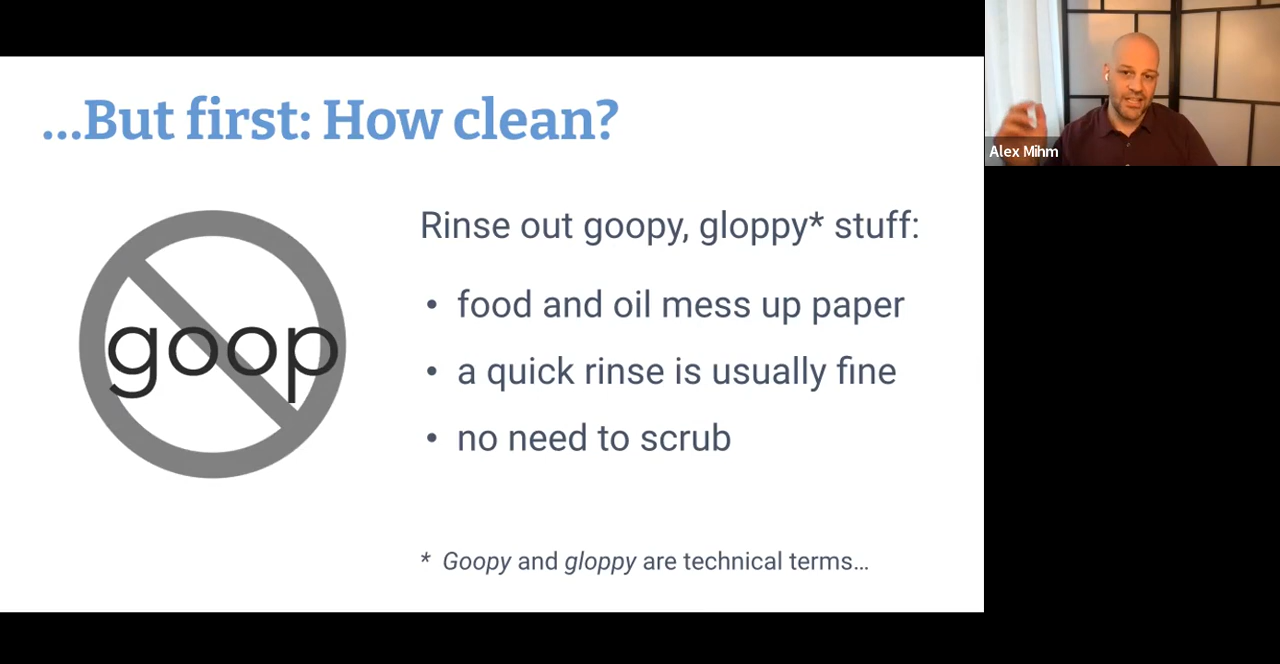 ...But first: How clean?
goop
Rinse out goopy, gloppy* stuff:
• food and oil mess up paper
• a quick rinse is usually fine
• no need to scrub
* Goopy and gloppy are technical terms…
Alex Mihm